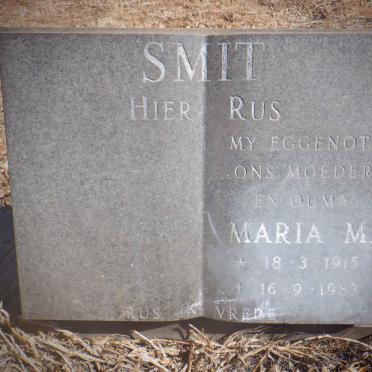 SMIT
HIER RUS
MY EGGENOT
ONS MOEDER
EN OUMA
MARIA M
* 18·3·1915
† 16·9·1983
RUS IN VREDE